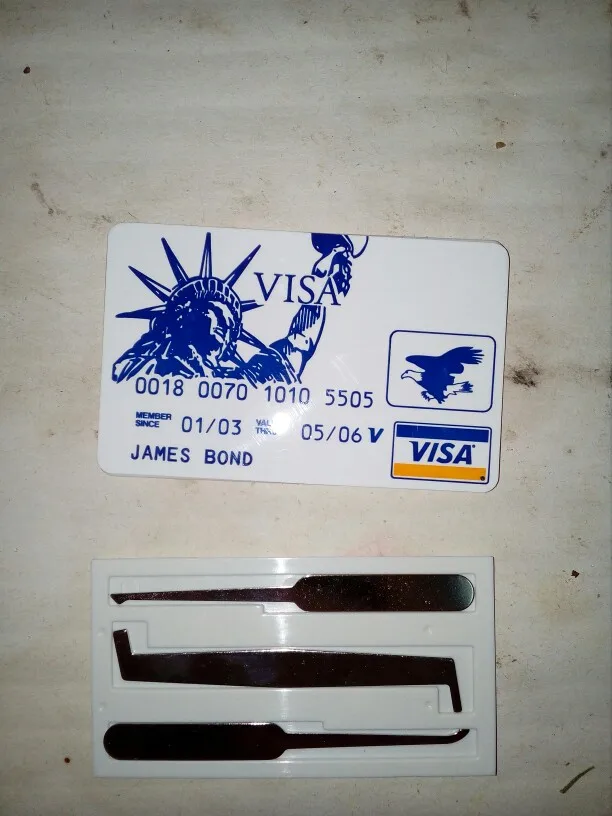 VISA
0018 0070 1010 5505
MEMBER SINCE 01/03 05/06 V
JAMES BOND
VISA